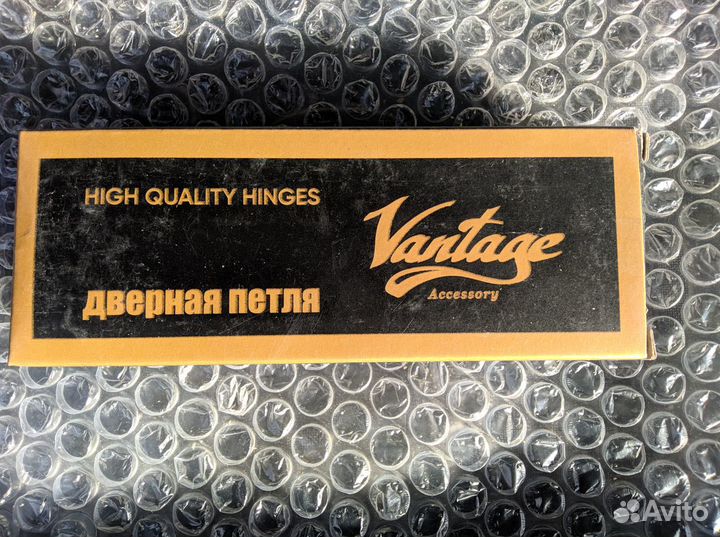 HIGH QUALITY HINGES
дверная петля
Vantage
Accessory
Avito